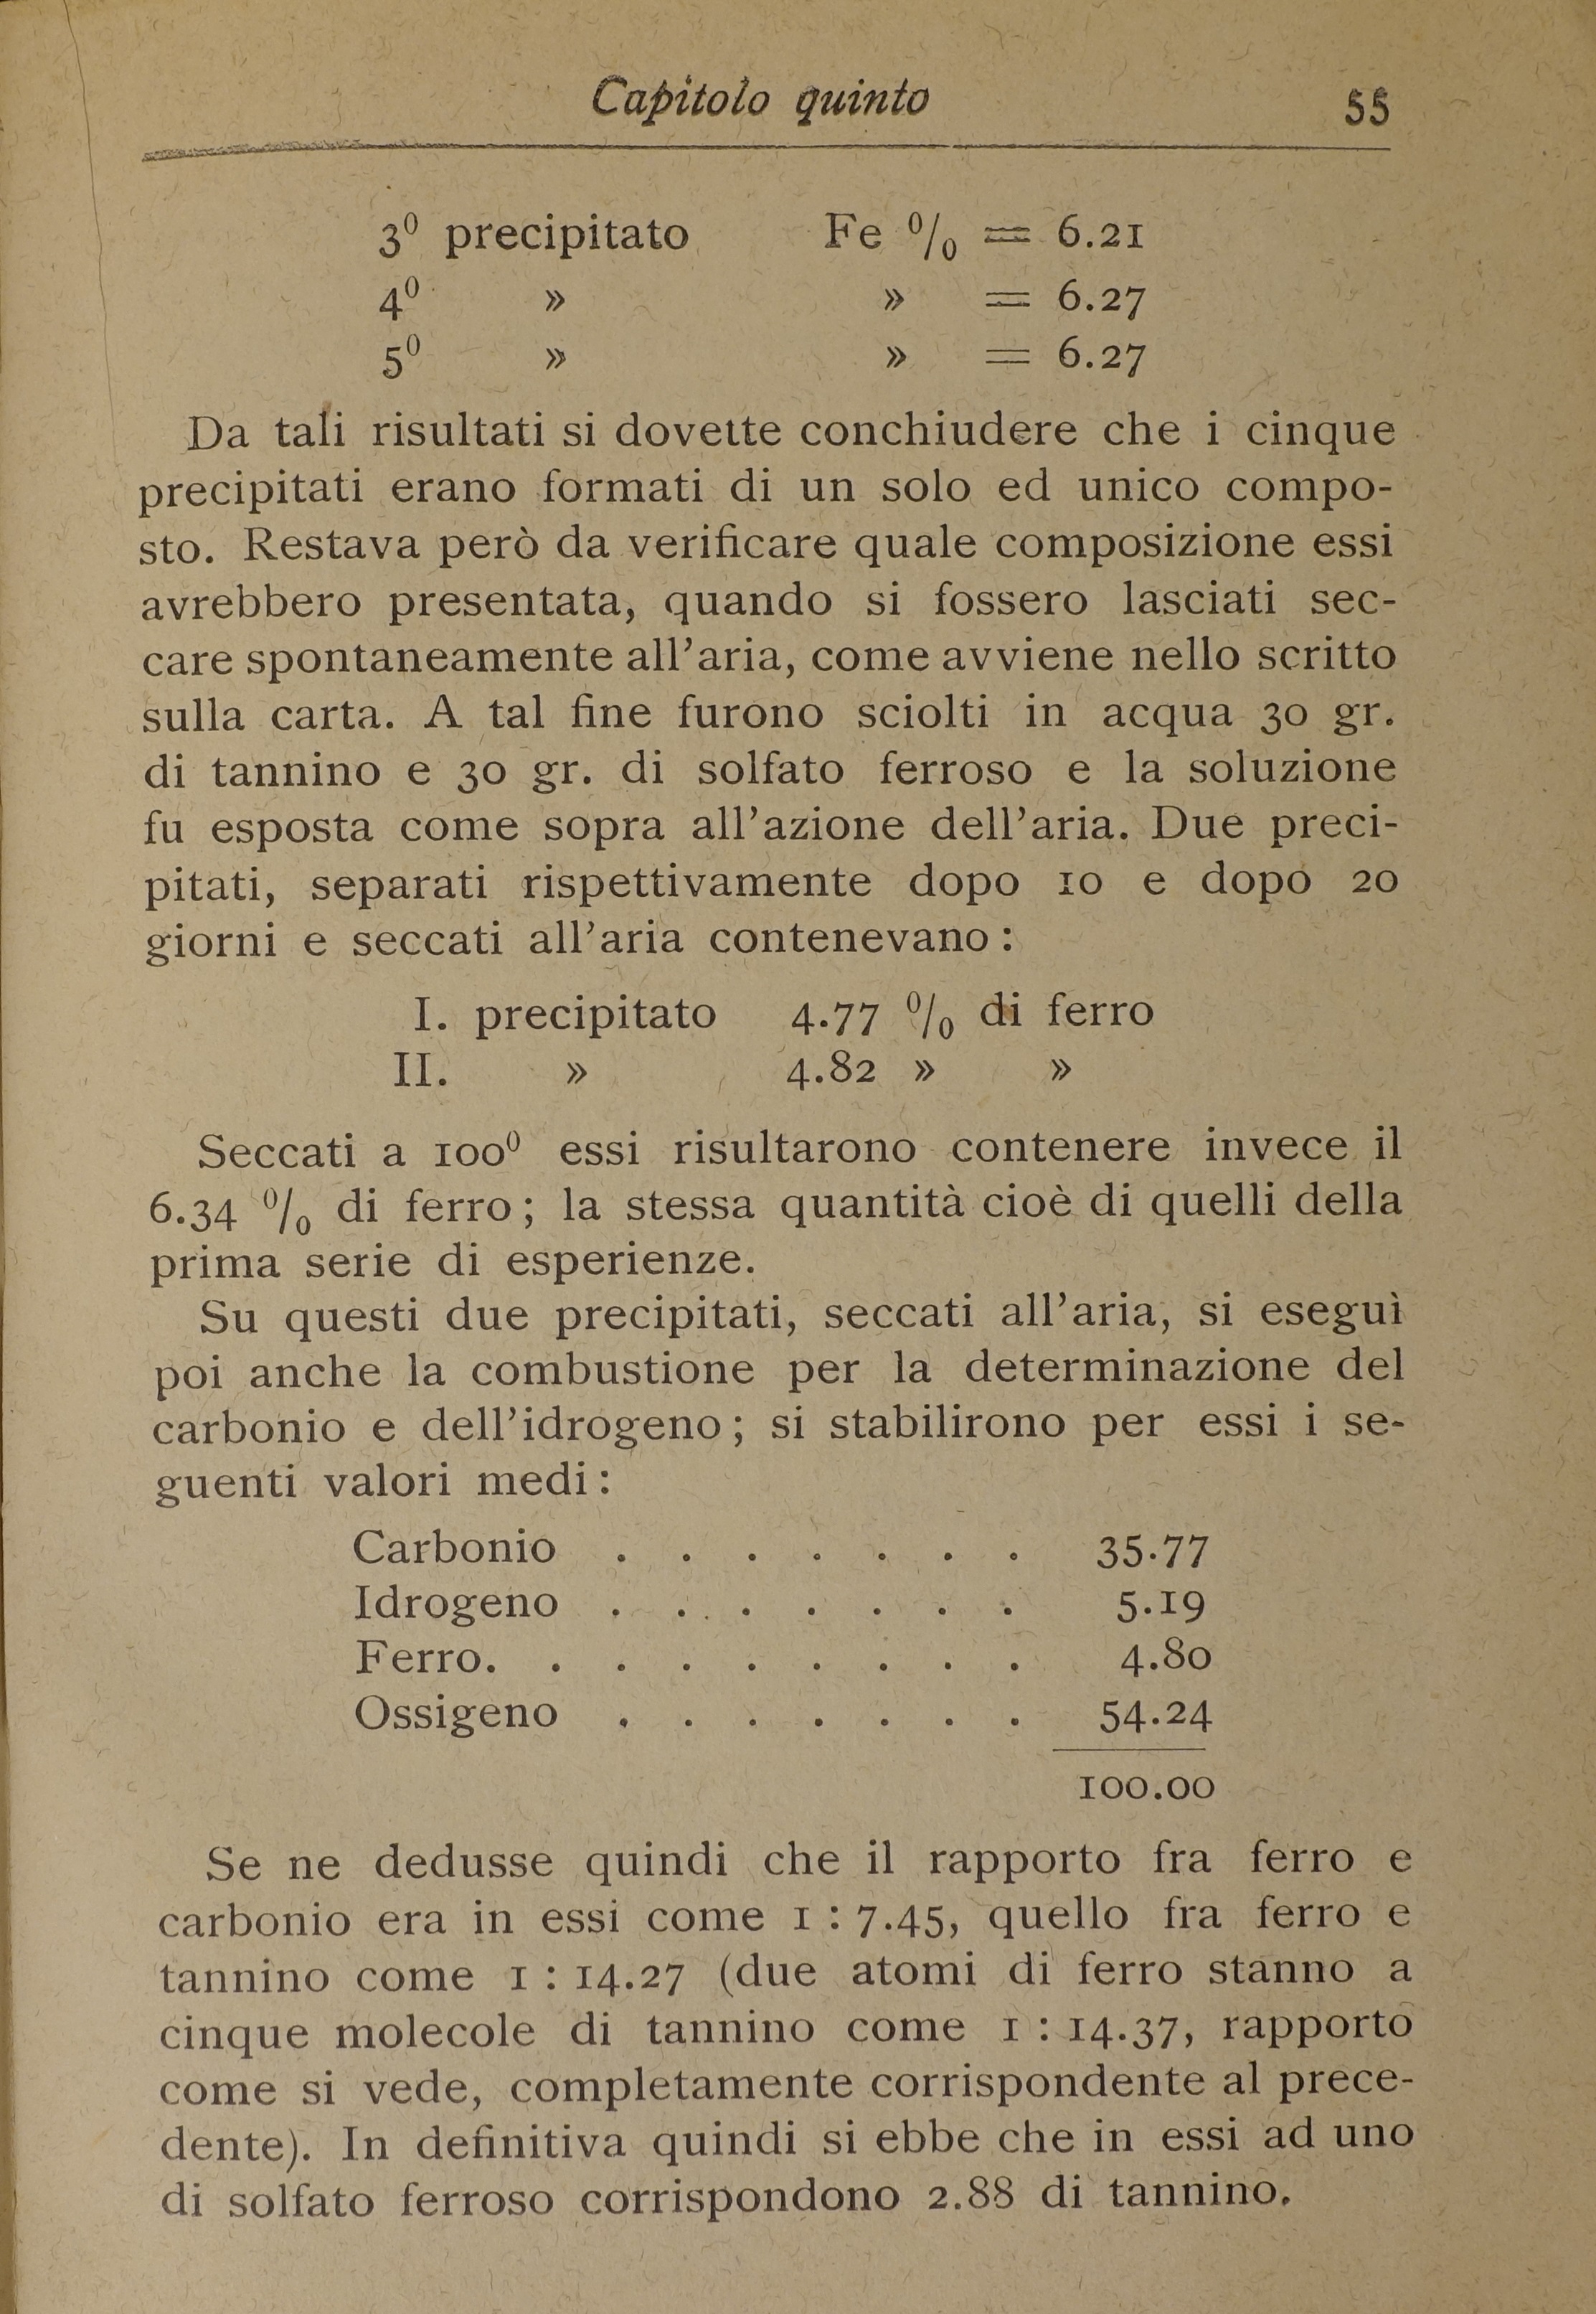 Capitolo quinto 55
3⁰ precipitato Fe ⁰/₀ = 6.21
4⁰ » » = 6.27
5⁰ » » = 6.27
Da tali risultati si dovette conchiudere che i cinque
precipitati erano formati di un solo ed unico compo-
sto. Restava però da verificare quale composizione essi
avrebbero presentata, quando si fossero lasciati sec-
care spontaneamente all’aria, come avviene nello scritto
sulla carta. A tal fine furono sciolti in acqua 30 gr.
di tannino e 30 gr. di solfato ferroso e la soluzione
fu esposta come sopra all’azione dell’aria. Due preci-
pitati, separati rispettivamente dopo 10 e dopo 20
giorni e seccati all’aria contenevano :
I. precipitato 4.77 ⁰/₀ di ferro
II. » 4.82 » »
Seccati a 100⁰ essi risultarono contenere invece il
6.34 ⁰/₀ di ferro ; la stessa quantità cioè di quelli della
prima serie di esperienze.
Su questi due precipitati, seccati all’aria, si eseguì
poi anche la combustione per la determinazione del
carbonio e dell’idrogeno ; si stabilirono per essi i se-
guenti valori medi :
Carbonio . . . . . . . 35.77
Idrogeno . . . . . . . 5.19
Ferro. . . . . . . . . 4.80
Ossigeno . . . . . . . 54.24
100.00
Se ne dedusse quindi che il rapporto fra ferro e
carbonio era in essi come 1 : 7.45, quello fra ferro e
tannino come 1 : 14.27 (due atomi di ferro stanno a
cinque molecole di tannino come 1 : 14.37, rapporto
come si vede, completamente corrispondente al prece-
dente). In definitiva quindi si ebbe che in essi ad uno
di solfato ferroso corrispondono 2.88 di tannino.